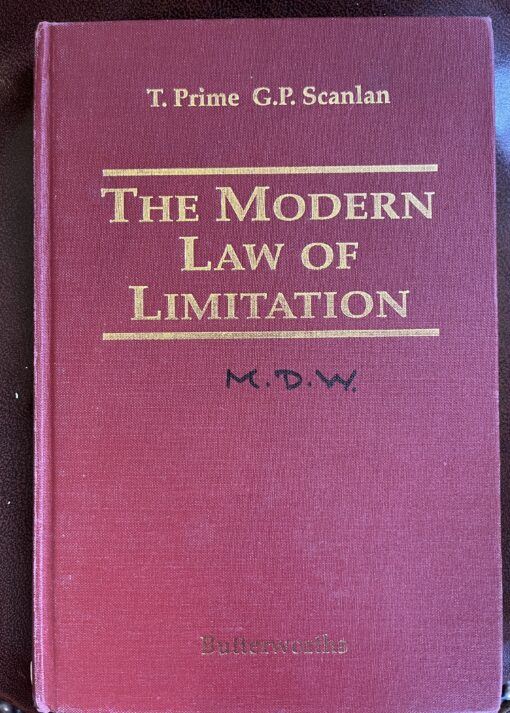 T. Prime G.P. Scanlan
THE MODERN
LAW OF
LIMITATION
M.D.W.
Butterworths